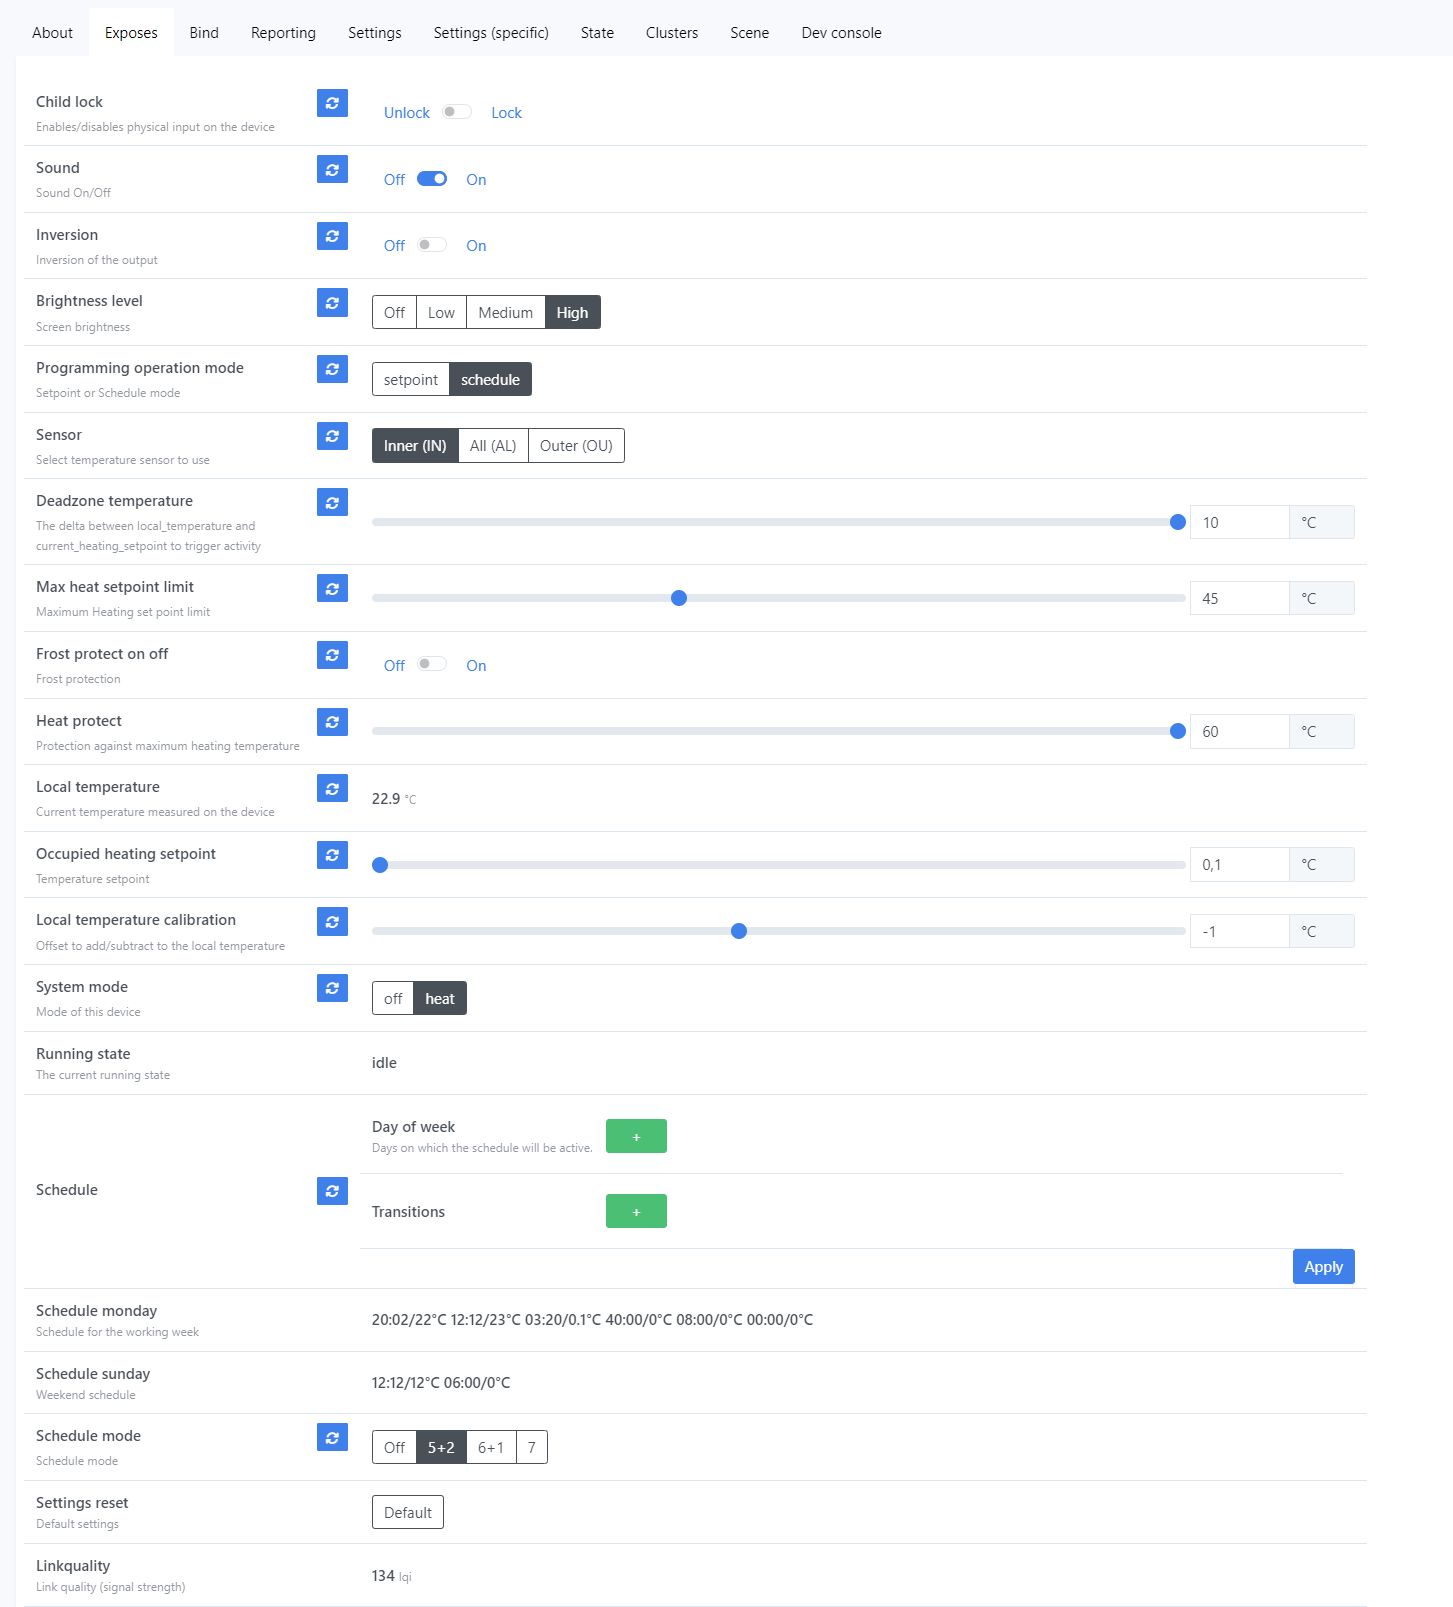 About Exposes Bind Reporting Settings Settings (specific) State Clusters Scene Dev console
Child lock
Enables/disables physical input on the device
Unlock Lock
Sound
Sound On/Off
Off On
Inversion
Inversion of the output
Off On
Brightness level
Screen brightness
Off Low Medium High
Programming operation mode
Setpoint or Schedule mode
setpoint schedule
Sensor
Select temperature sensor to use
Inner (IN) All (AL) Outer (OU)
Deadzone temperature
The delta between local_temperature and
current_heating_setpoint to trigger activity
10 °C
Max heat setpoint limit
Maximum Heating set point limit
45 °C
Frost protect on off
Frost protection
Off On
Heat protect
Protection against maximum heating temperature
60 °C
Local temperature
Current temperature measured on the device
22.9 °C
Occupied heating setpoint
Temperature setpoint
0,1 °C
Local temperature calibration
Offset to add/subtract to the local temperature
-1 °C
System mode
Mode of this device
off heat
Running state
The current running state
idle
Schedule
Day of week
Days on which the schedule will be active.
+
Transitions
+
Apply
Schedule monday
Schedule for the working week
20:02/22°C 12:12/23°C 03:20/0.1°C 40:00/0°C 08:00/0°C 00:00/0°C
Schedule sunday
Weekend schedule
12:12/12°C 06:00/0°C
Schedule mode
Schedule mode
Off 5+2 6+1 7
Settings reset
Default settings
Default
Linkquality
Link quality (signal strength)
134 lqi